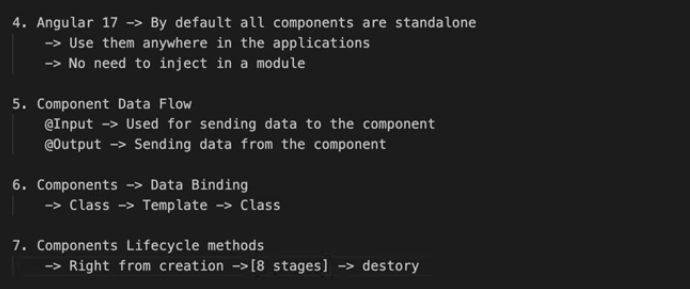 4. Angular 17 -> By default all components are standalone
-> Use them anywhere in the applications
-> No need to inject in a module
5. Component Data Flow
@Input -> Used for sending data to the component
@Output -> Sending data from the component
6. Components -> Data Binding
-> Class -> Template -> Class
7. Components Lifecycle methods
-> Right from creation ->[8 stages] -> destory